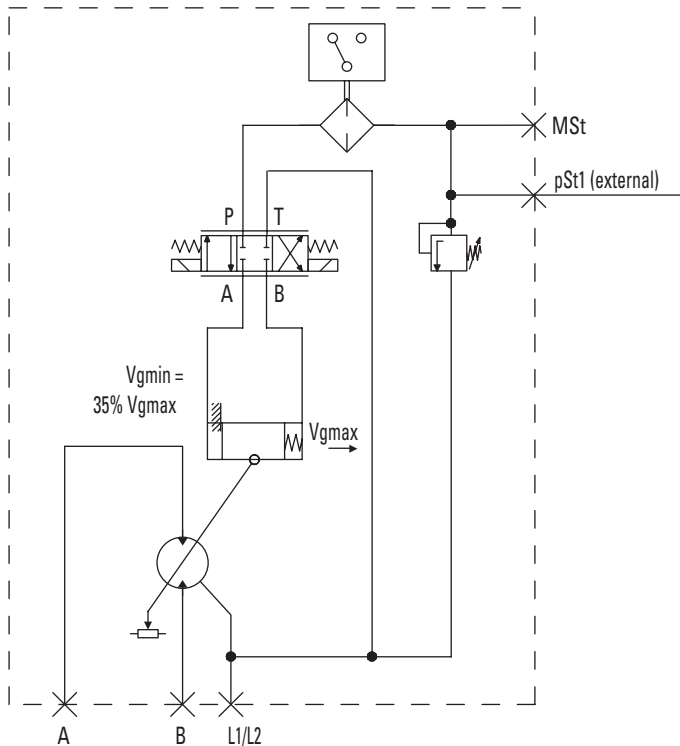 MSt
pSt1 (external)
P T
A B
Vgmin =
35% Vgmax
Vgmax
A B L1/L2